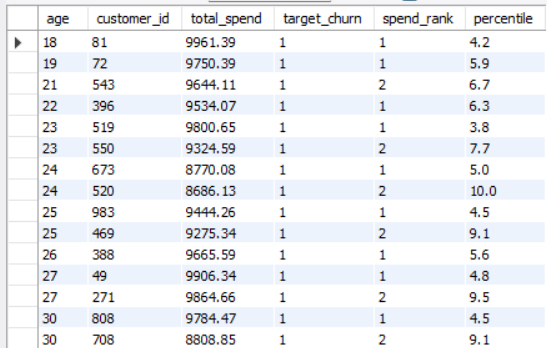 age customer_id total_spend target_churn spend_rank percentile
18 81 9961.39 1 1 4.2
19 72 9750.39 1 1 5.9
21 543 9644.11 1 2 6.7
22 396 9534.07 1 1 6.3
23 519 9800.65 1 1 3.8
23 550 9324.59 1 2 7.7
24 673 8770.08 1 1 5.0
24 520 8686.13 1 2 10.0
25 983 9444.26 1 1 4.5
25 469 9275.34 1 2 9.1
26 388 9665.59 1 1 5.6
27 49 9906.34 1 1 4.8
27 271 9864.66 1 2 9.5
30 808 9784.47 1 1 4.5
30 708 8808.85 1 2 9.1